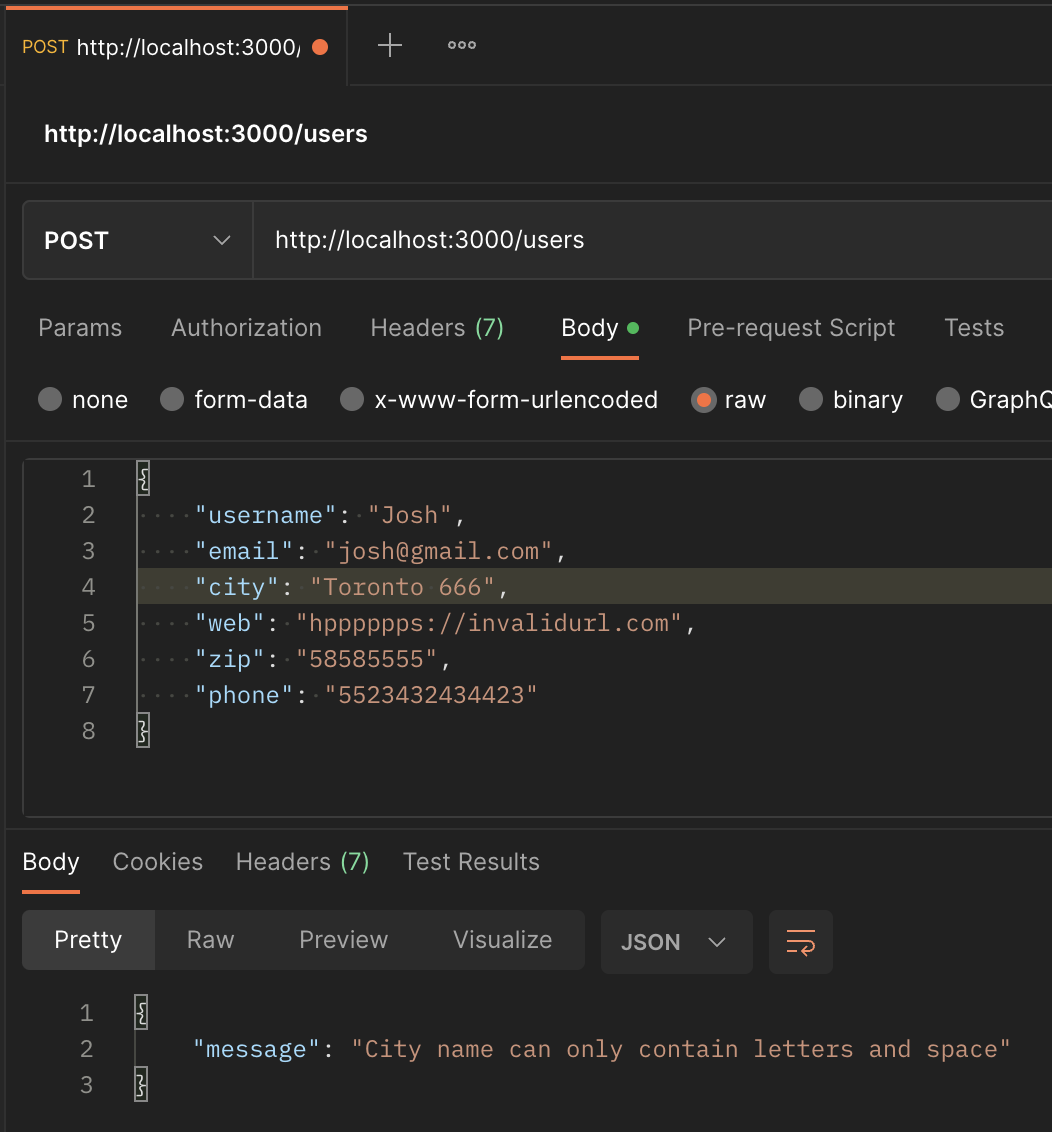 POST http://localhost:3000/
http://localhost:3000/users
POST http://localhost:3000/users
Params Authorization Headers (7) Body Pre-request Script Tests
none form-data x-www-form-urlencoded raw binary GraphQ
1 {
2 "username": "Josh",
3 "email": "josh@gmail.com",
4 "city": "Toronto 666",
5 "web": "hpppppps://invalidurl.com",
6 "zip": "58585555",
7 "phone": "5523432434423"
8 }
Body Cookies Headers (7) Test Results
Pretty Raw Preview Visualize JSON
1 {
2 "message": "City name can only contain letters and space"
3 }